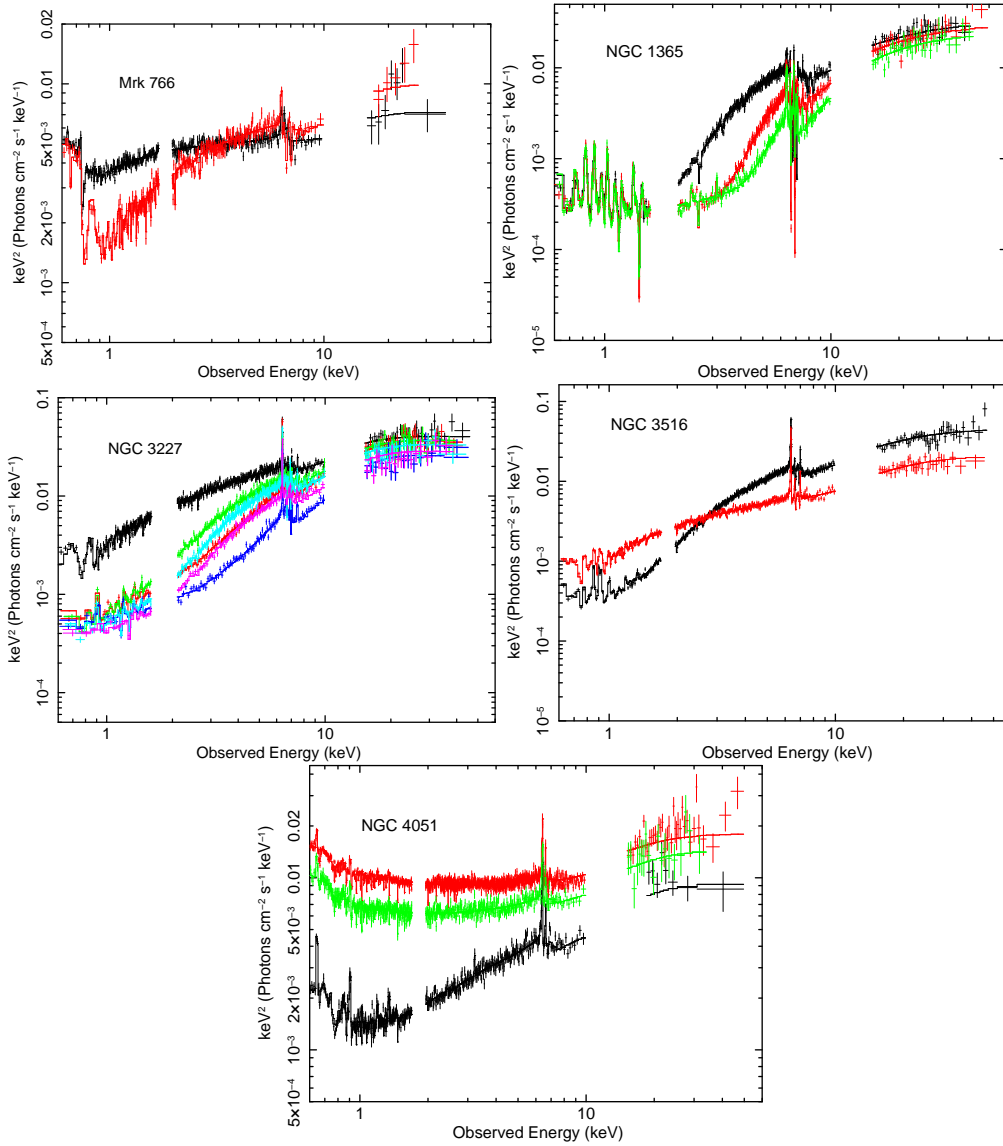 Mrk 766
0.02
0.01
5×10⁻³
2×10⁻³
10⁻³
5×10⁻⁴
keV² (Photons cm⁻² s⁻¹ keV⁻¹)
1 10
Observed Energy (keV)
NGC 1365
0.01
10⁻³
10⁻⁴
10⁻⁵
keV² (Photons cm⁻² s⁻¹ keV⁻¹)
1 10
Observed Energy (keV)
NGC 3227
0.1
0.01
10⁻³
10⁻⁴
keV² (Photons cm⁻² s⁻¹ keV⁻¹)
1 10
Observed Energy (keV)
NGC 3516
0.1
0.01
10⁻³
10⁻⁴
10⁻⁵
keV² (Photons cm⁻² s⁻¹ keV⁻¹)
1 10
Observed Energy (keV)
NGC 4051
0.02
0.01
5×10⁻³
2×10⁻³
10⁻³
5×10⁻⁴
keV² (Photons cm⁻² s⁻¹ keV⁻¹)
1 10
Observed Energy (keV)